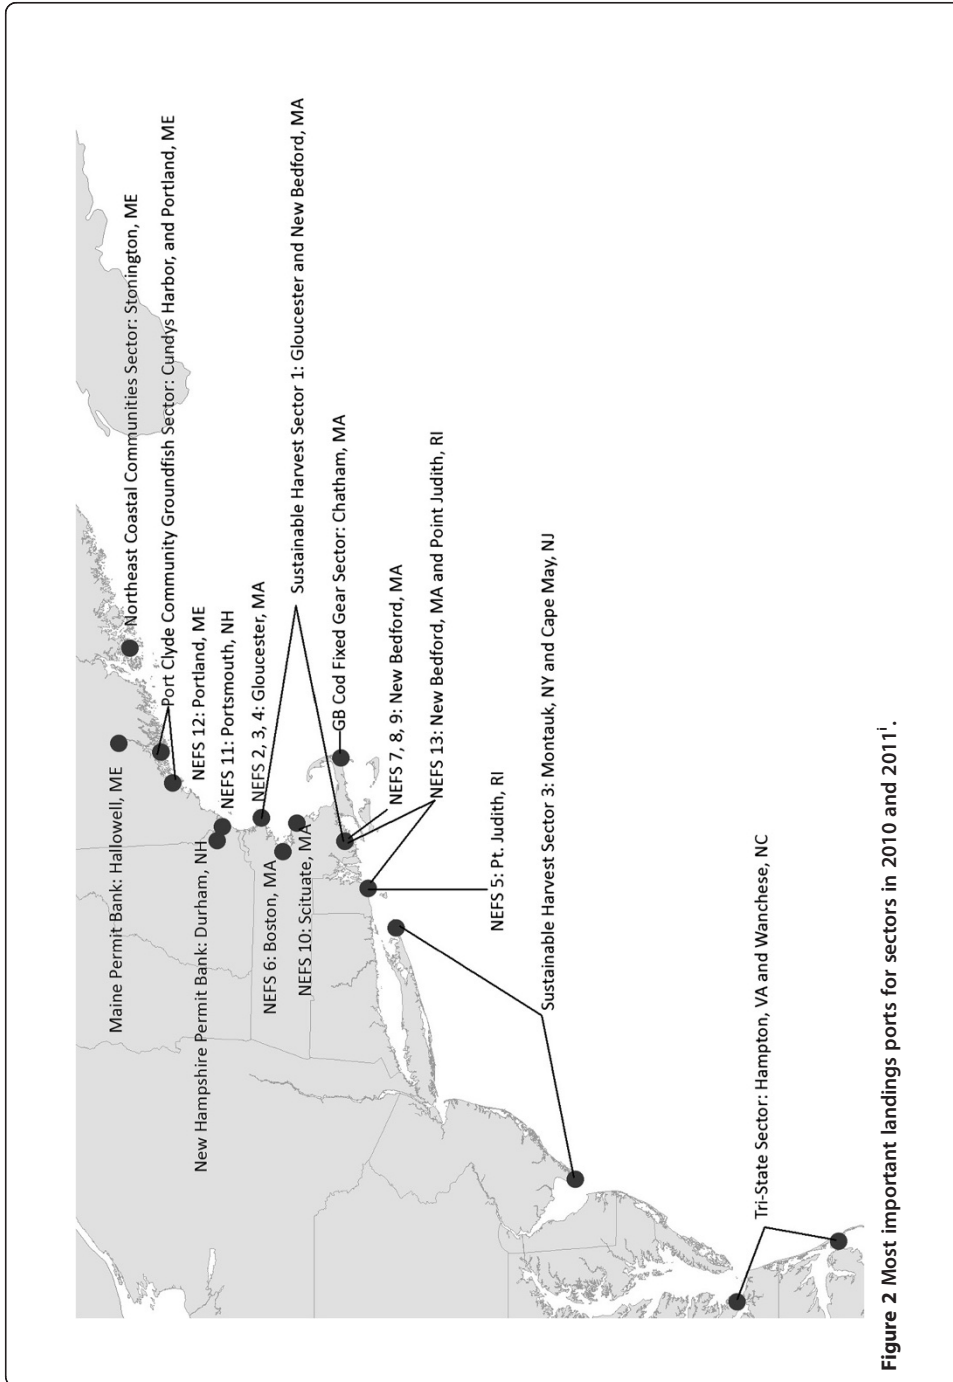 Northeast Coastal Communities Sector: Stonington, ME
Maine Permit Bank: Hallowell, ME
Port Clyde Community Groundfish Sector: Cundys Harbor, and Portland, ME
NEFS 12: Portland, ME
New Hampshire Permit Bank: Durham, NH
NEFS 11: Portsmouth, NH
NEFS 2, 3, 4: Gloucester, MA
NEFS 6: Boston, MA
Sustainable Harvest Sector 1: Gloucester and New Bedford, MA
NEFS 10: Scituate, MA
GB Cod Fixed Gear Sector: Chatham, MA
NEFS 7, 8, 9: New Bedford, MA
NEFS 13: New Bedford, MA and Point Judith, RI
NEFS 5: Pt. Judith, RI
Sustainable Harvest Sector 3: Montauk, NY and Cape May, NJ
Tri-State Sector: Hampton, VA and Wanchese, NC
Figure 2 Most important landings ports for sectors in 2010 and 2011ⁱ.